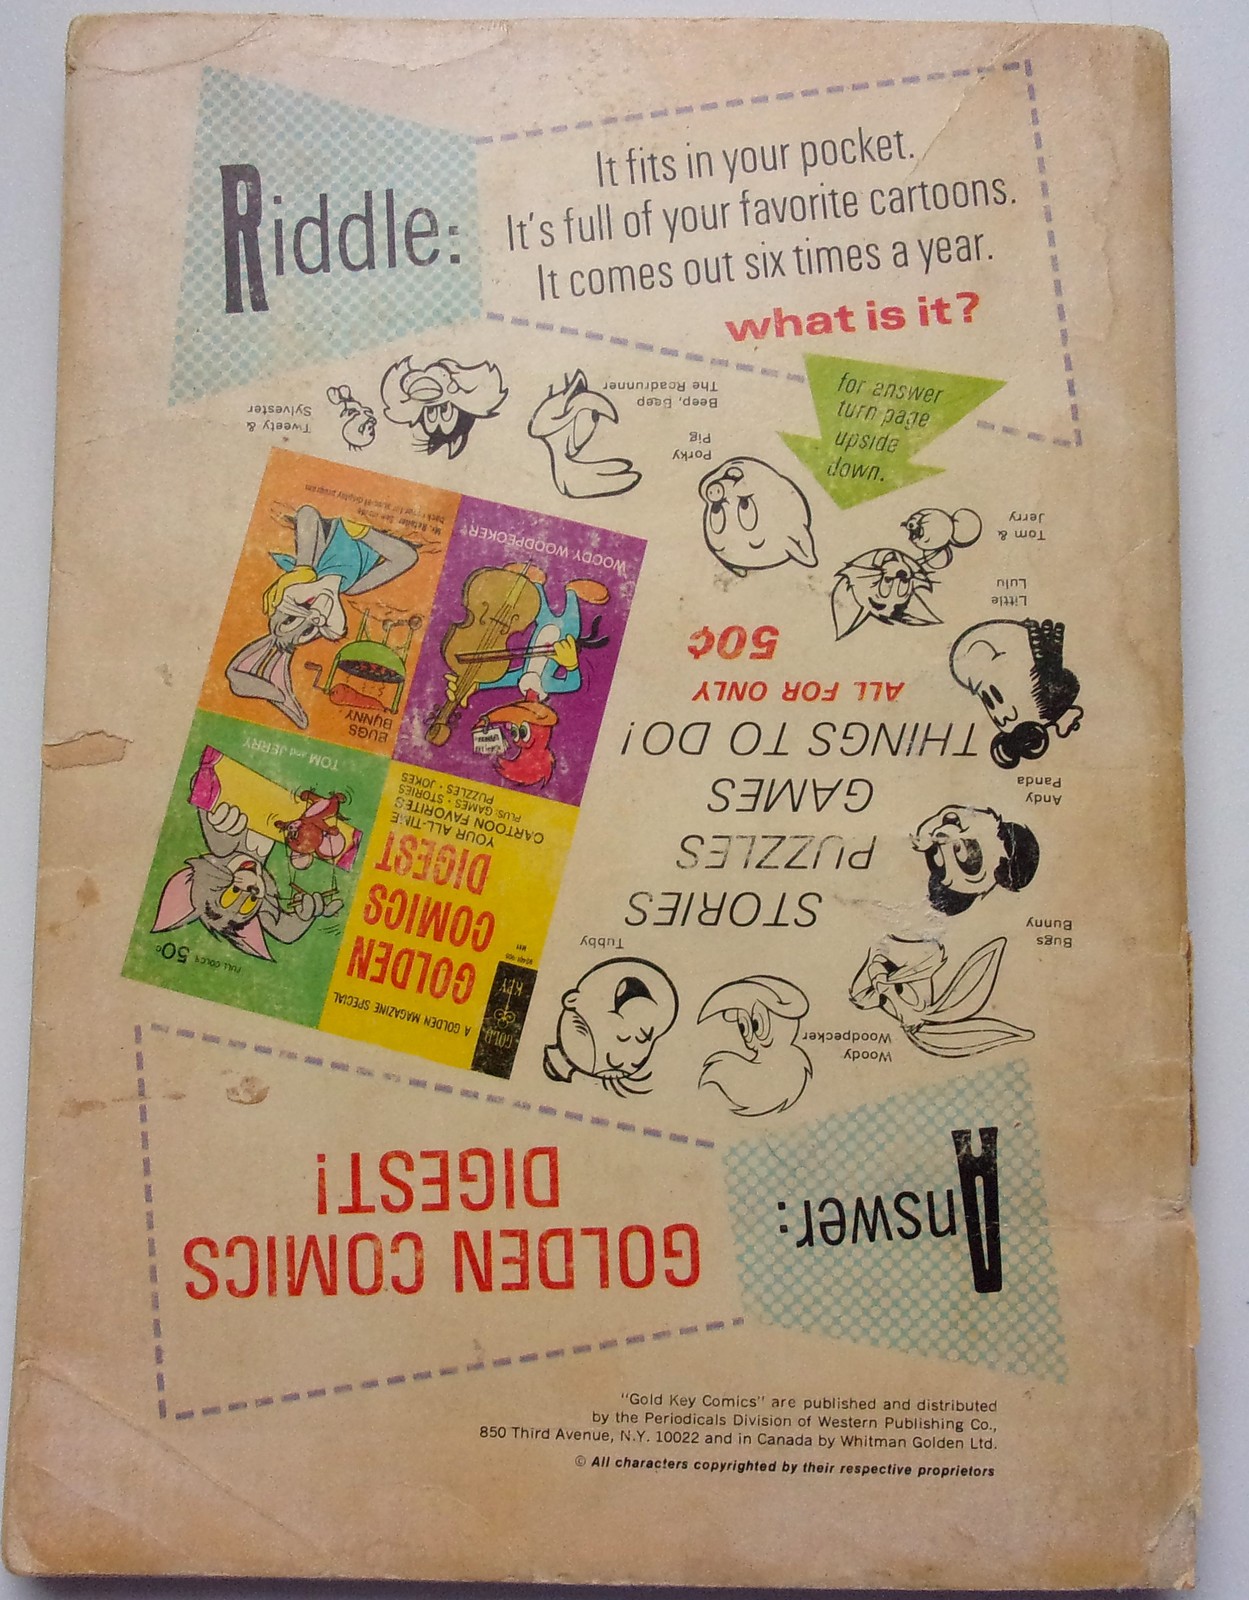 Riddle:
It fits in your pocket.
It's full of your favorite cartoons.
It comes out six times a year.
what is it?
for answer
turn page
upside
down.
Answer:
GOLDEN COMICS
DIGEST!
Woody
Woodpecker
Tubby
Bugs
Bunny
Andy
Panda
Little
Lulu
Tom &
Jerry
Porky
Pig
Beep, Beep
The Roadrunner
Tweety &
Sylvester
STORIES
PUZZLES
GAMES
THINGS TO DO!
ALL FOR ONLY
50¢
GOLD
KEY
A GOLDEN MAGAZINE SPECIAL
GOLDEN
COMICS
DIGEST
YOUR ALL-TIME
CARTOON FAVORITES
PLUS: GAMES • STORIES
PUZZLES • JOKES
FULL COLOR 50¢
TOM and JERRY
BUGS
BUNNY
WOODY WOODPECKER
"Gold Key Comics" are published and distributed
by the Periodicals Division of Western Publishing Co.,
850 Third Avenue, N.Y. 10022 and in Canada by Whitman Golden Ltd.
© All characters copyrighted by their respective proprietors